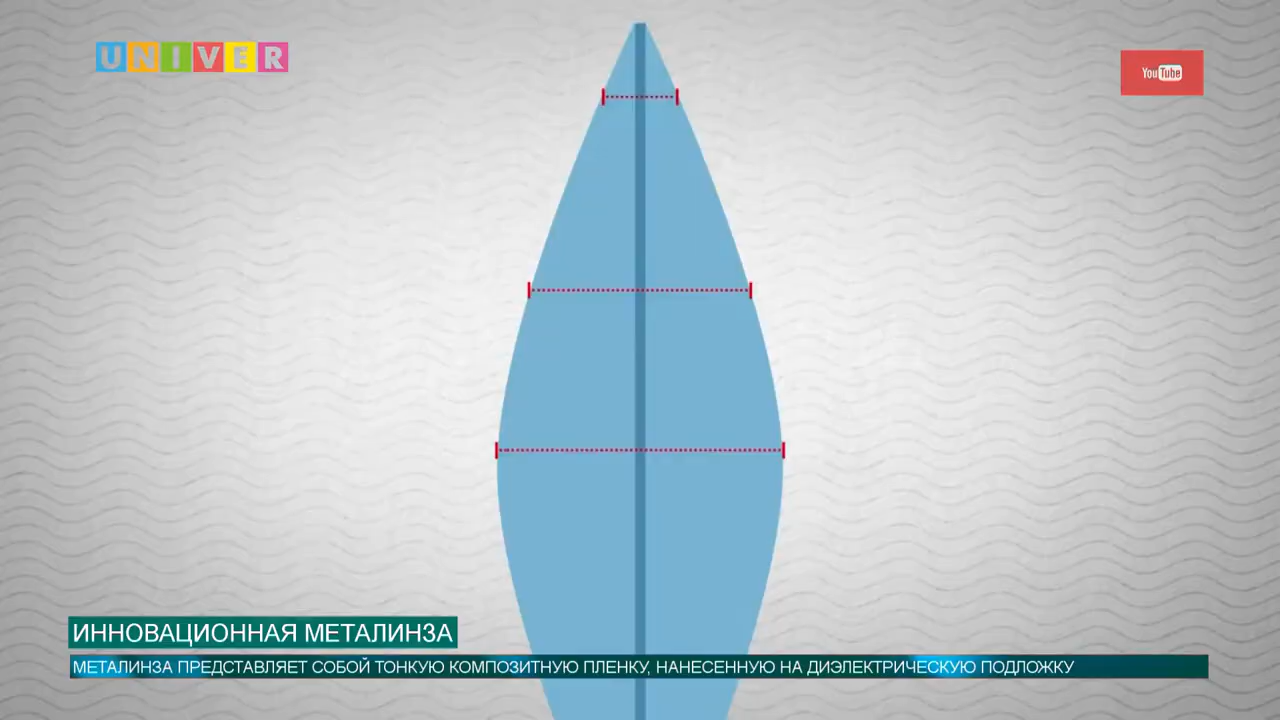 UNIVER
YouTube
ИННОВАЦИОННАЯ МЕТАЛИНЗА
МЕТАЛИНЗА ПРЕДСТАВЛЯЕТ СОБОЙ ТОНКУЮ КОМПОЗИТНУЮ ПЛЕНКУ, НАНЕСЕННУЮ НА ДИЭЛЕКТРИЧЕСКУЮ ПОДЛОЖКУ